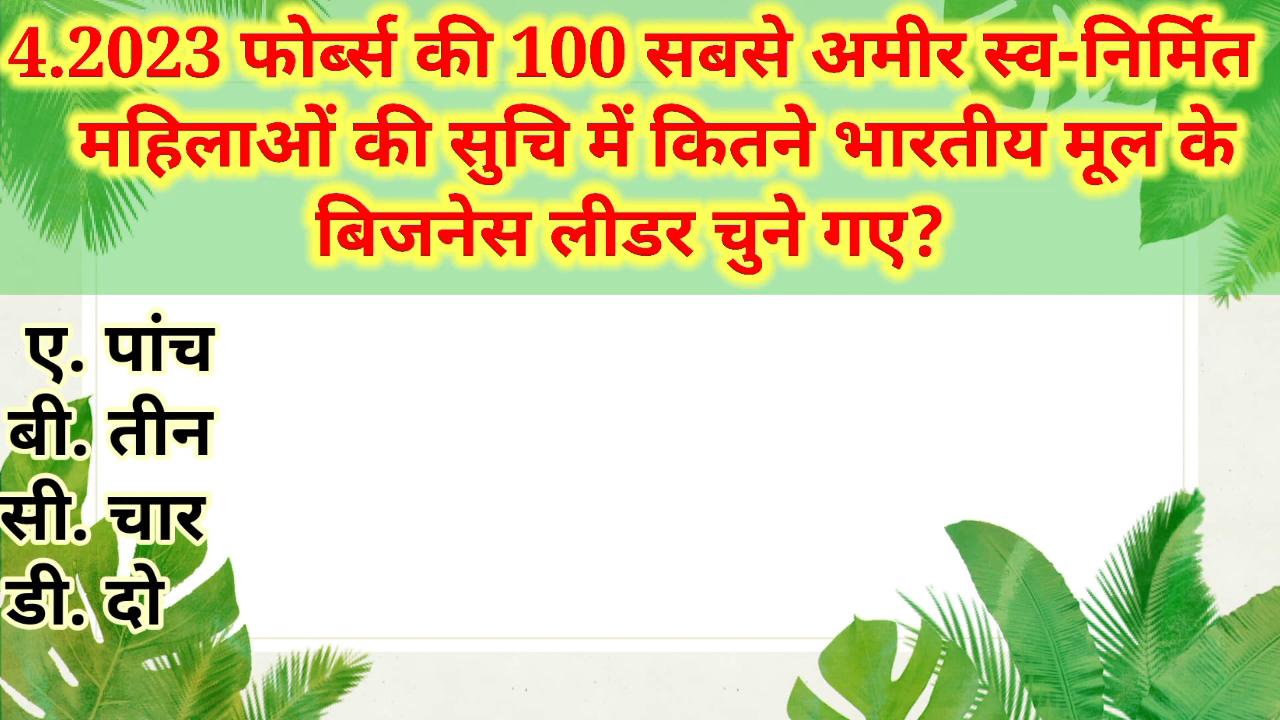 4.2023 फोर्ब्स की 100 सबसे अमीर स्व-निर्मित
महिलाओं की सुचि में कितने भारतीय मूल के
बिजनेस लीडर चुने गए?
ए. पांच
बी. तीन
सी. चार
डी. दो